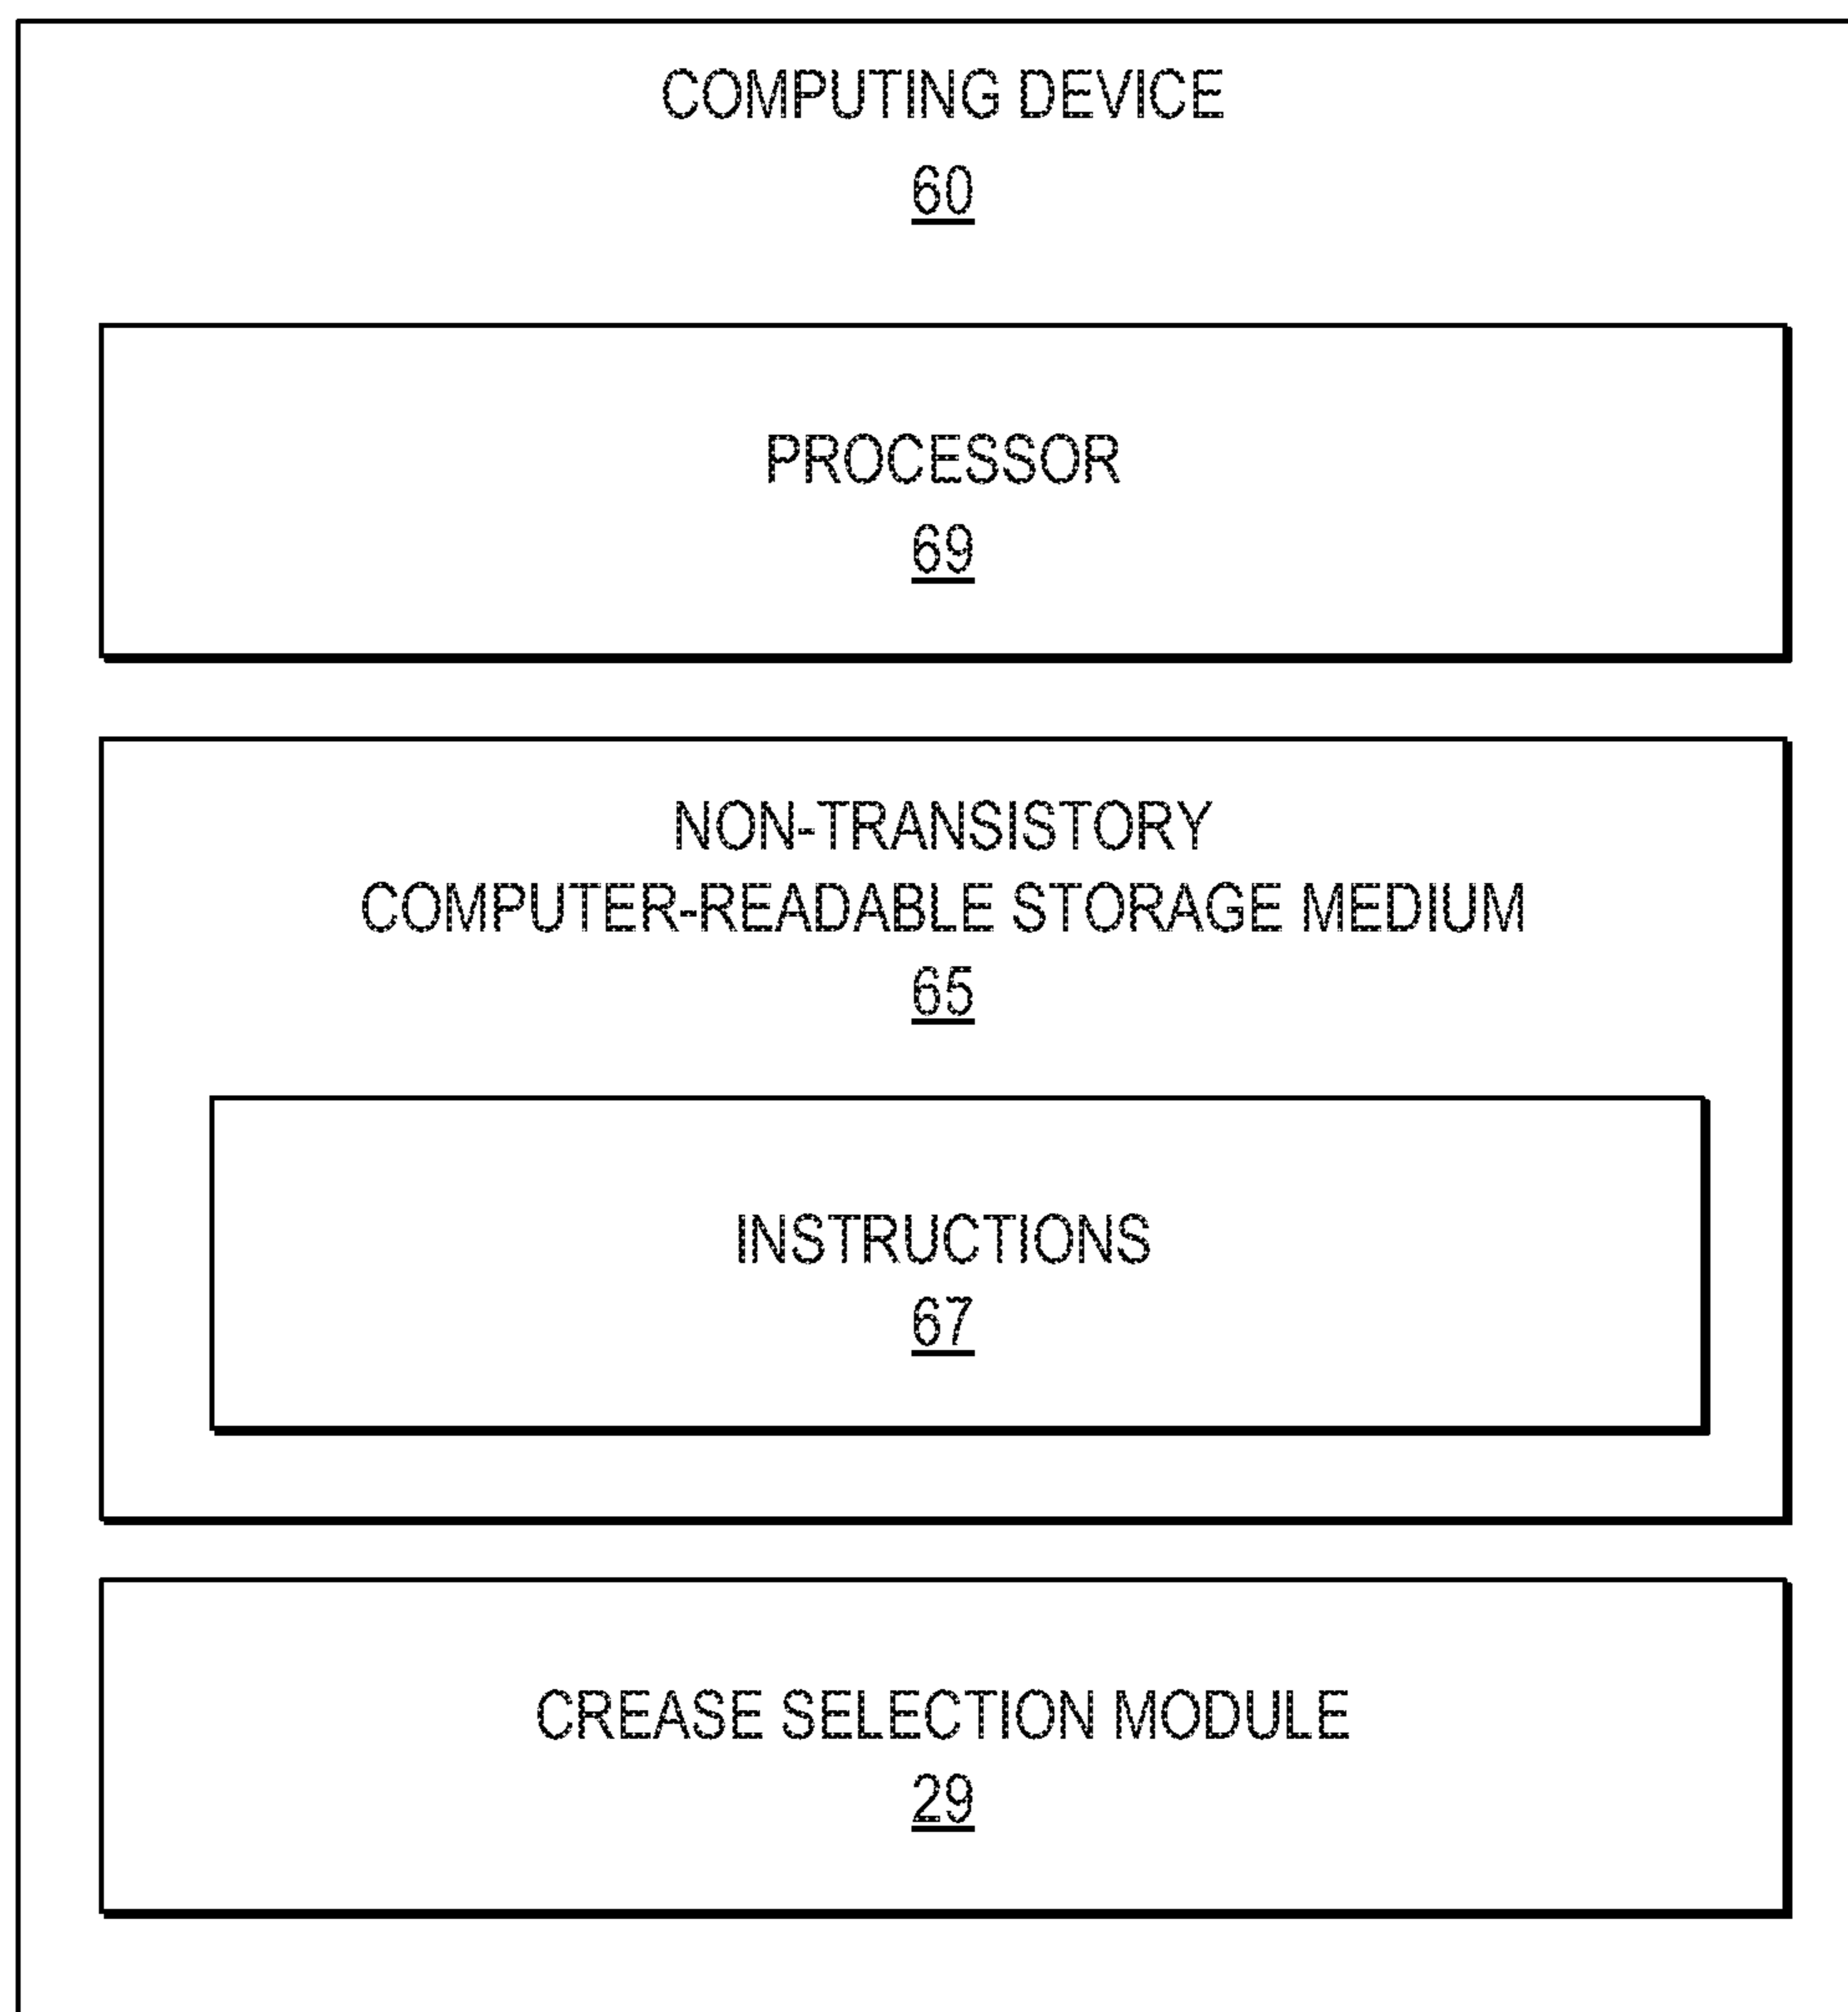 COMPUTING DEVICE
60
PROCESSOR
69
NON-TRANSISTORY
COMPUTER-READABLE STORAGE MEDIUM
65
INSTRUCTIONS
67
CREASE SELECTION MODULE
29